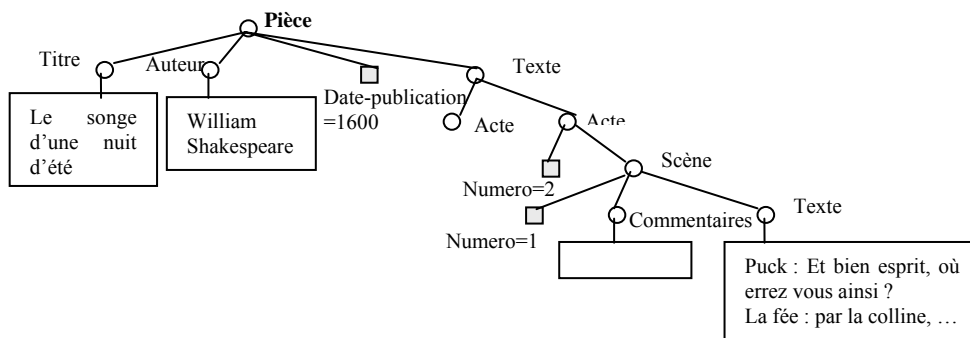 Pièce
Titre
Auteur
Texte
Le songe
d'une nuit
d'été
William
Shakespeare
Date-publication
=1600
Acte
Acte
Scène
Numero=2
Numero=1
Commentaires
Texte
Puck : Et bien esprit, où
errez vous ainsi ?
La fée : par la colline, …